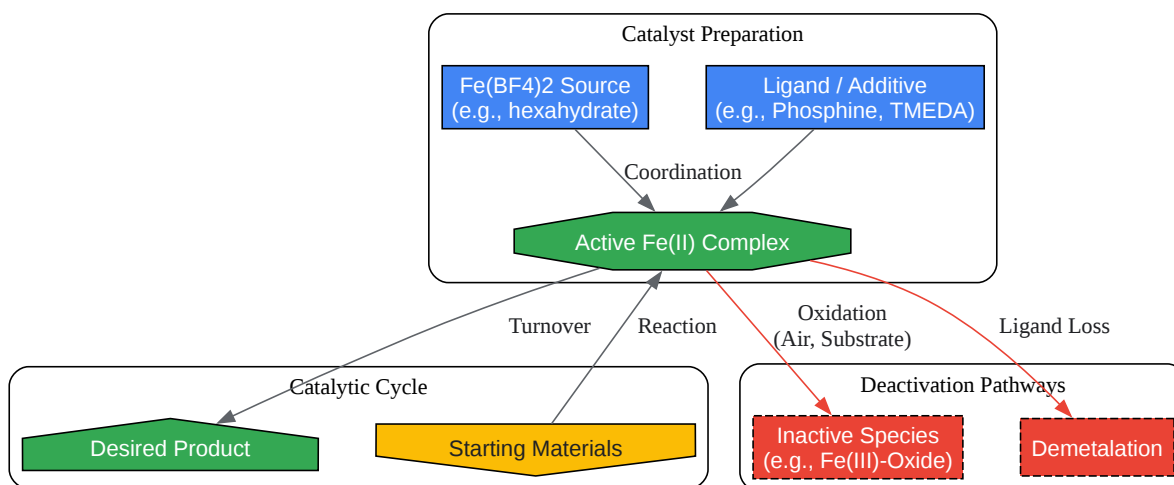 Catalyst Preparation
Fe(BF4)2 Source
(e.g., hexahydrate)
Ligand / Additive
(e.g., Phosphine, TMEDA)
Coordination
Active Fe(II) Complex
Turnover
Reaction
Oxidation
(Air, Substrate)
Ligand Loss
Catalytic Cycle
Desired Product
Starting Materials
Deactivation Pathways
Inactive Species
(e.g., Fe(III)-Oxide)
Demetalation